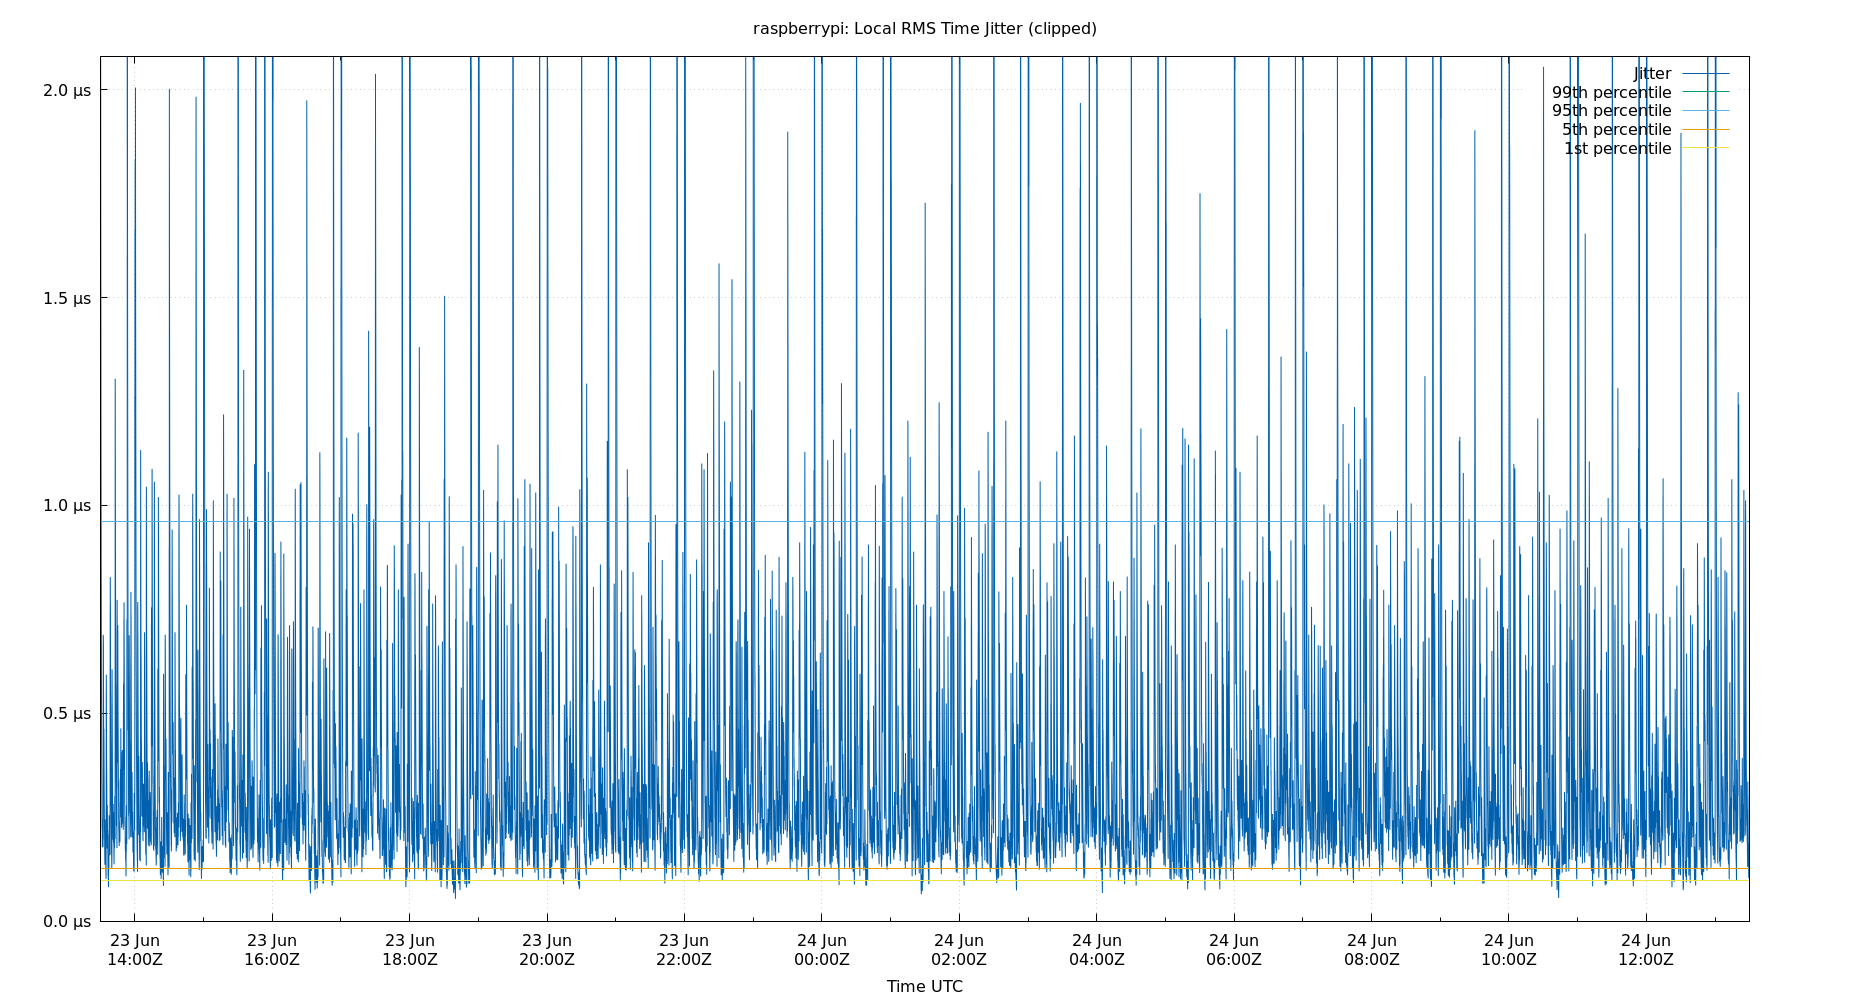 raspberrypi: Local RMS Time Jitter (clipped)
Jitter
99th percentile
95th percentile
5th percentile
1st percentile
2.0 µs
1.5 µs
1.0 µs
0.5 µs
0.0 µs
23 Jun 23 Jun 23 Jun 23 Jun 23 Jun 24 Jun 24 Jun 24 Jun 24 Jun 24 Jun 24 Jun 24 Jun
14:00Z 16:00Z 18:00Z 20:00Z 22:00Z 00:00Z 02:00Z 04:00Z 06:00Z 08:00Z 10:00Z 12:00Z
Time UTC